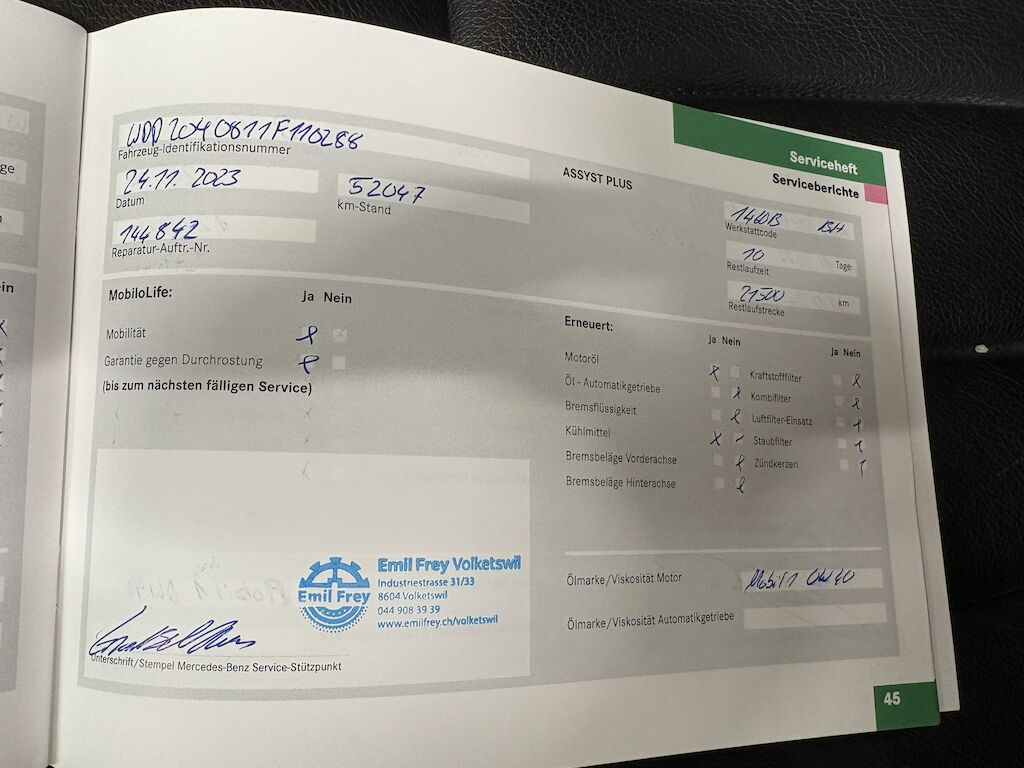 Serviceheft
Serviceberichte
WDD2040811F110288
Fahrzeug-Identifikationsnummer
24.11.2023
Datum
52047
km-Stand
144842
Reparatur-Auftr.-Nr.
ASSYST PLUS
Werkstattcode
10 Tage
Restlaufzeit
21500 km
Restlaufstrecke
MobiloLife:
Ja Nein
Mobilität
Garantie gegen Durchrostung
(bis zum nächsten fälligen Service)
Erneuert:
Ja Nein
Motoröl
Öl - Automatikgetriebe
Bremsflüssigkeit
Kühlmittel
Bremsbeläge Vorderachse
Bremsbeläge Hinterachse
Ja Nein
Kraftstofffilter
Kombifilter
Luftfilter-Einsatz
Staubfilter
Zündkerzen
Emil Frey
Emil Frey Volketswil
Industriestrasse 31/33
8604 Volketswil
044 908 39 39
www.emilfrey.ch/volketswil
Unterschrift/Stempel Mercedes-Benz Service-Stützpunkt
Ölmarke/Viskosität Motor
Mobil 1 0W40
Ölmarke/Viskosität Automatikgetriebe
45